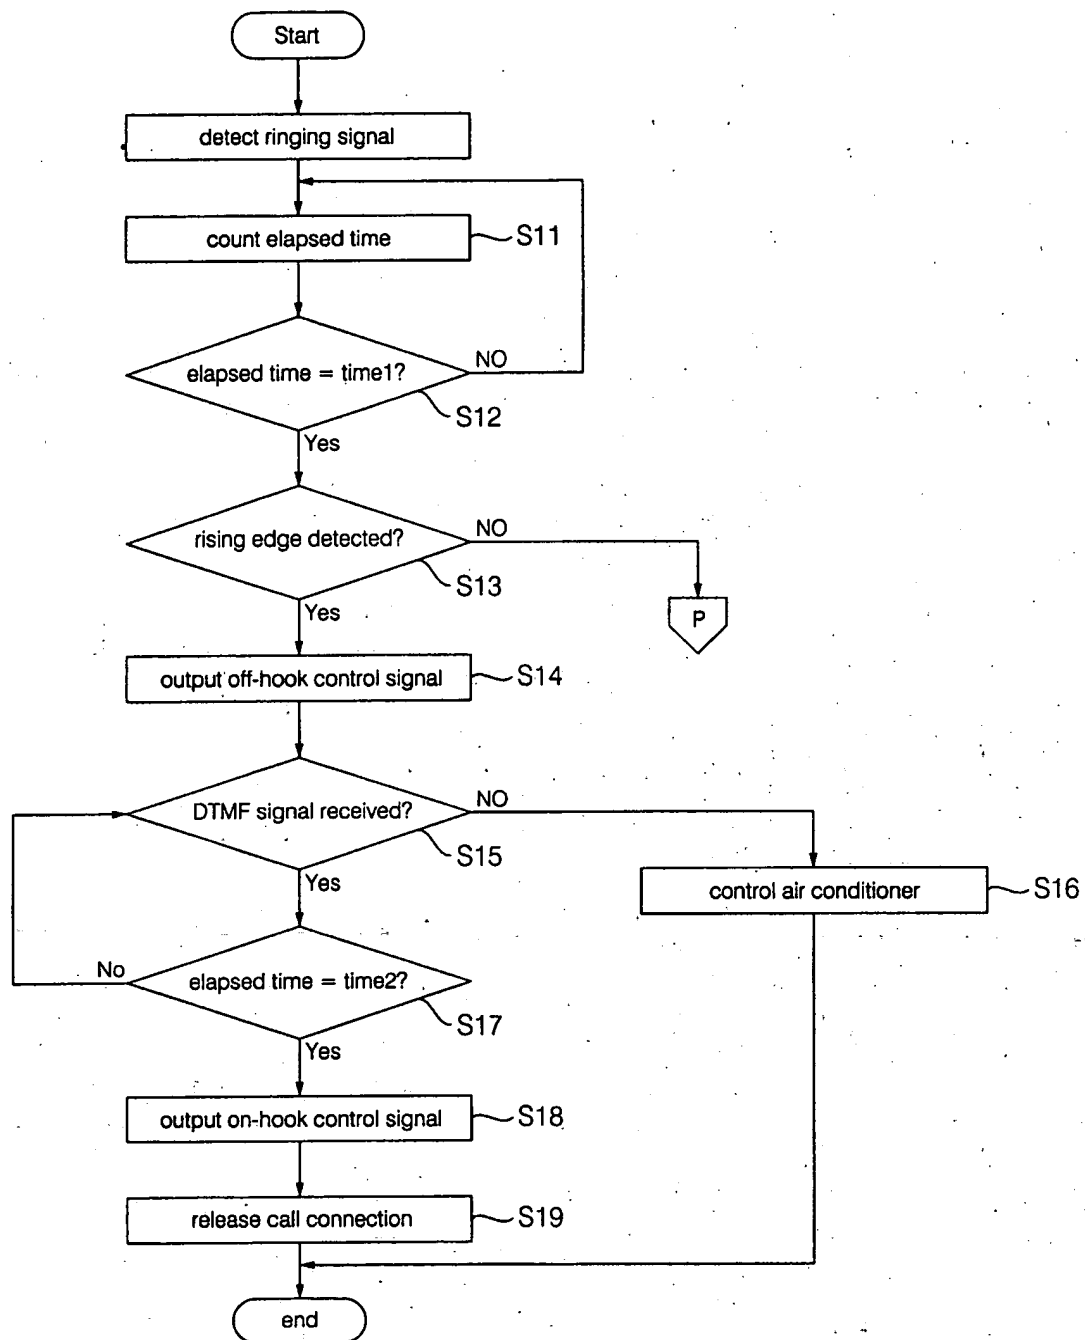 Start
detect ringing signal
count elapsed time
S11
elapsed time = time1?
NO
S12
Yes
rising edge detected?
NO
S13
Yes
P
output off-hook control signal
S14
DTMF signal received?
NO
S15
Yes
control air conditioner
S16
No
elapsed time = time2?
S17
Yes
output on-hook control signal
S18
release call connection
S19
end